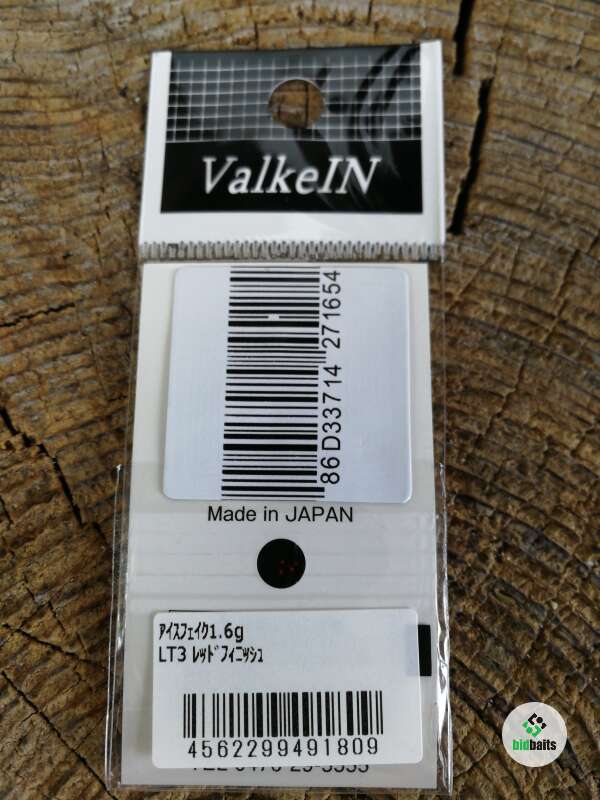 ValkeIN
86D33714 271654
Made in JAPAN
ｱｲｽﾌｪｲｸ1.6g
LT3 ﾚｯﾄﾞﾌｨﾆｯｼｭ
4562299491809
bidbaits